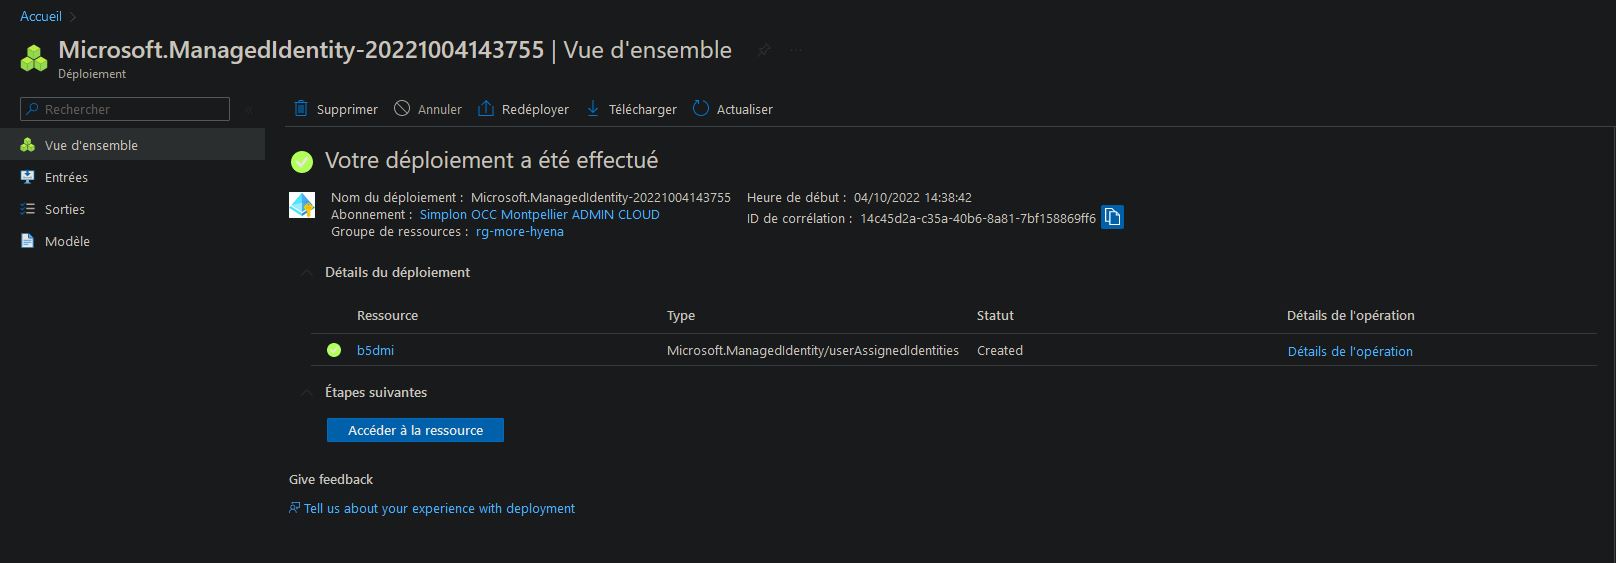 Accueil
Microsoft.ManagedIdentity-20221004143755 | Vue d'ensemble
Déploiement
Rechercher
Vue d'ensemble
Entrées
Sorties
Modèle
Supprimer Annuler Redéployer Télécharger Actualiser
Votre déploiement a été effectué
Nom du déploiement : Microsoft.ManagedIdentity-20221004143755
Abonnement : Simplon OCC Montpellier ADMIN CLOUD
Groupe de ressources : rg-more-hyena
Heure de début : 04/10/2022 14:38:42
ID de corrélation : 14c45d2a-c35a-40b6-8a81-7bf158869ff6
Détails du déploiement
Ressource Type Statut Détails de l'opération
b5dmi Microsoft.ManagedIdentity/userAssignedIdentities Created Détails de l'opération
Étapes suivantes
Accéder à la ressource
Give feedback
Tell us about your experience with deployment